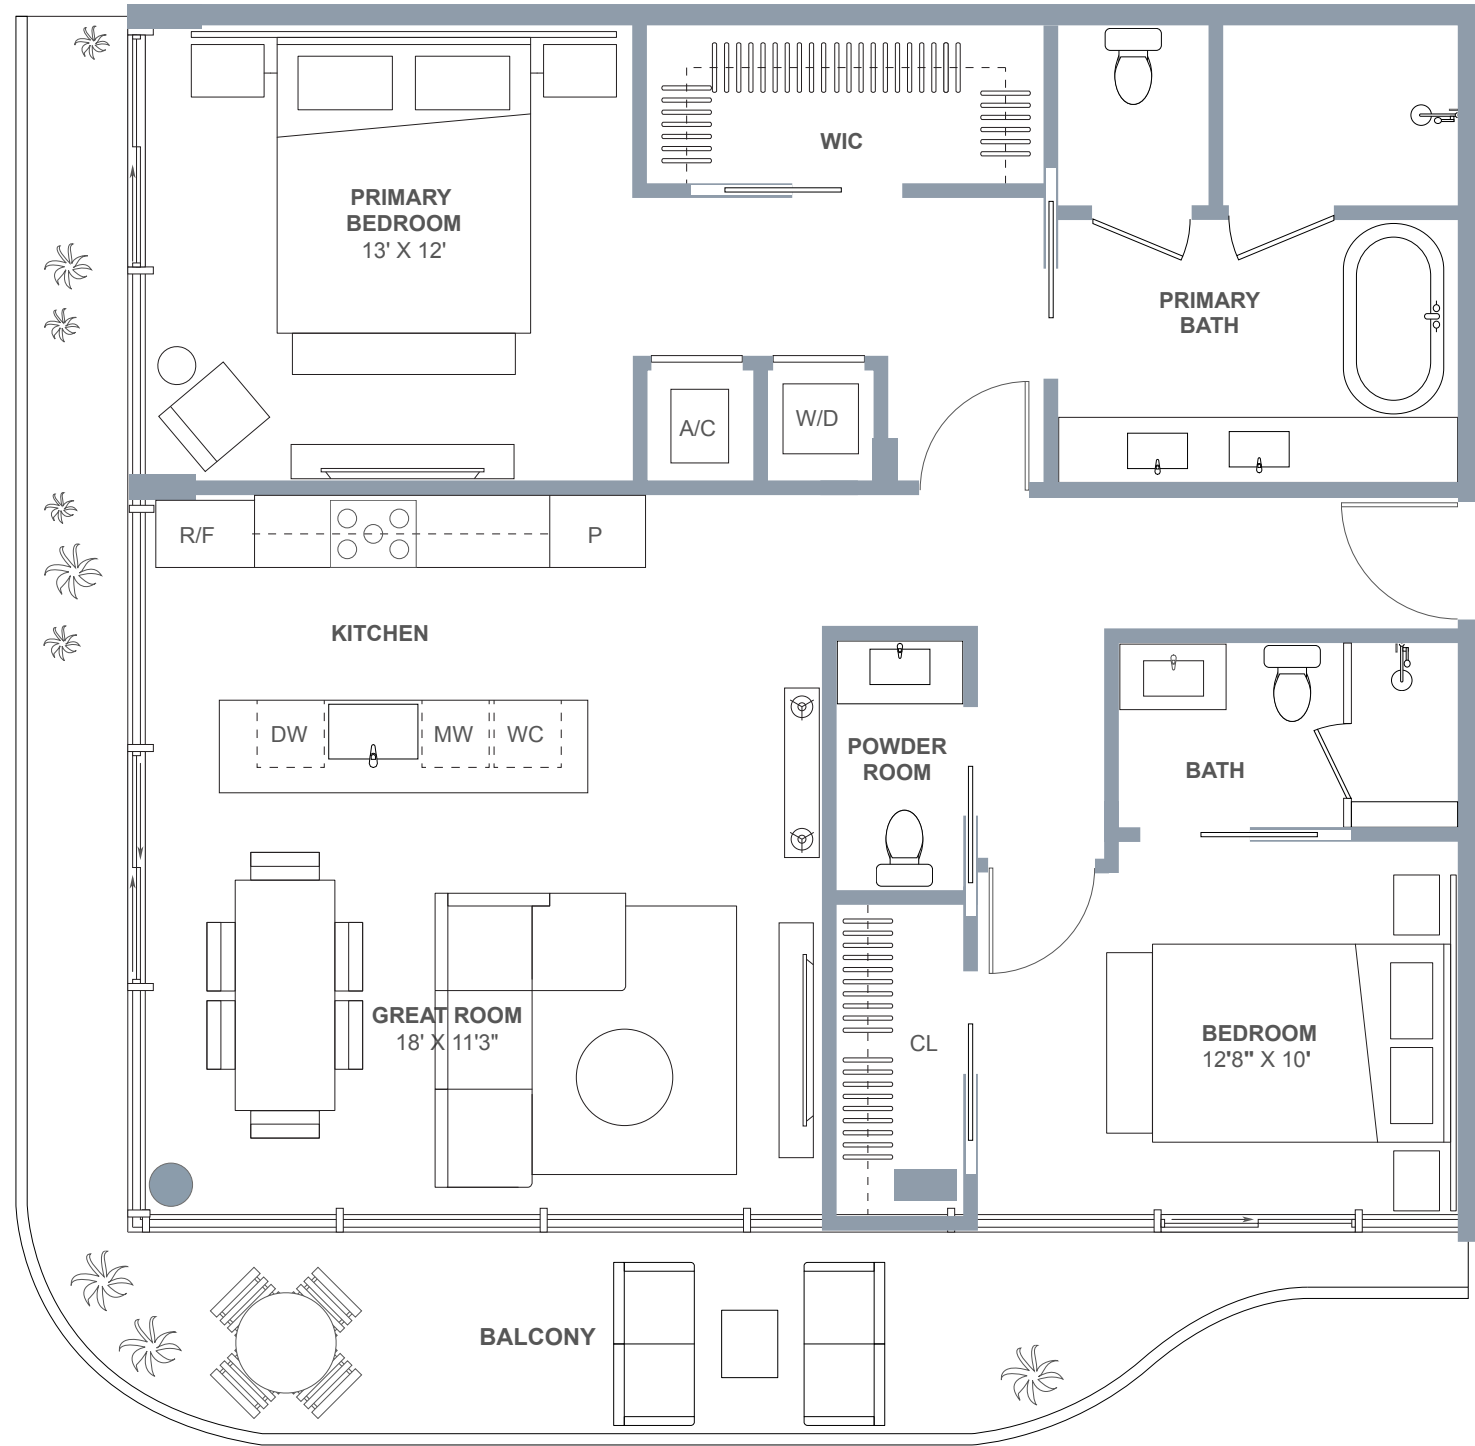 WIC
PRIMARY
BEDROOM
13' X 12'
PRIMARY
BATH
A/C
W/D
R/F
P
KITCHEN
DW
MW
WC
POWDER
ROOM
BATH
GREAT ROOM
18' X 11'3"
CL
BEDROOM
12'8" X 10'
BALCONY